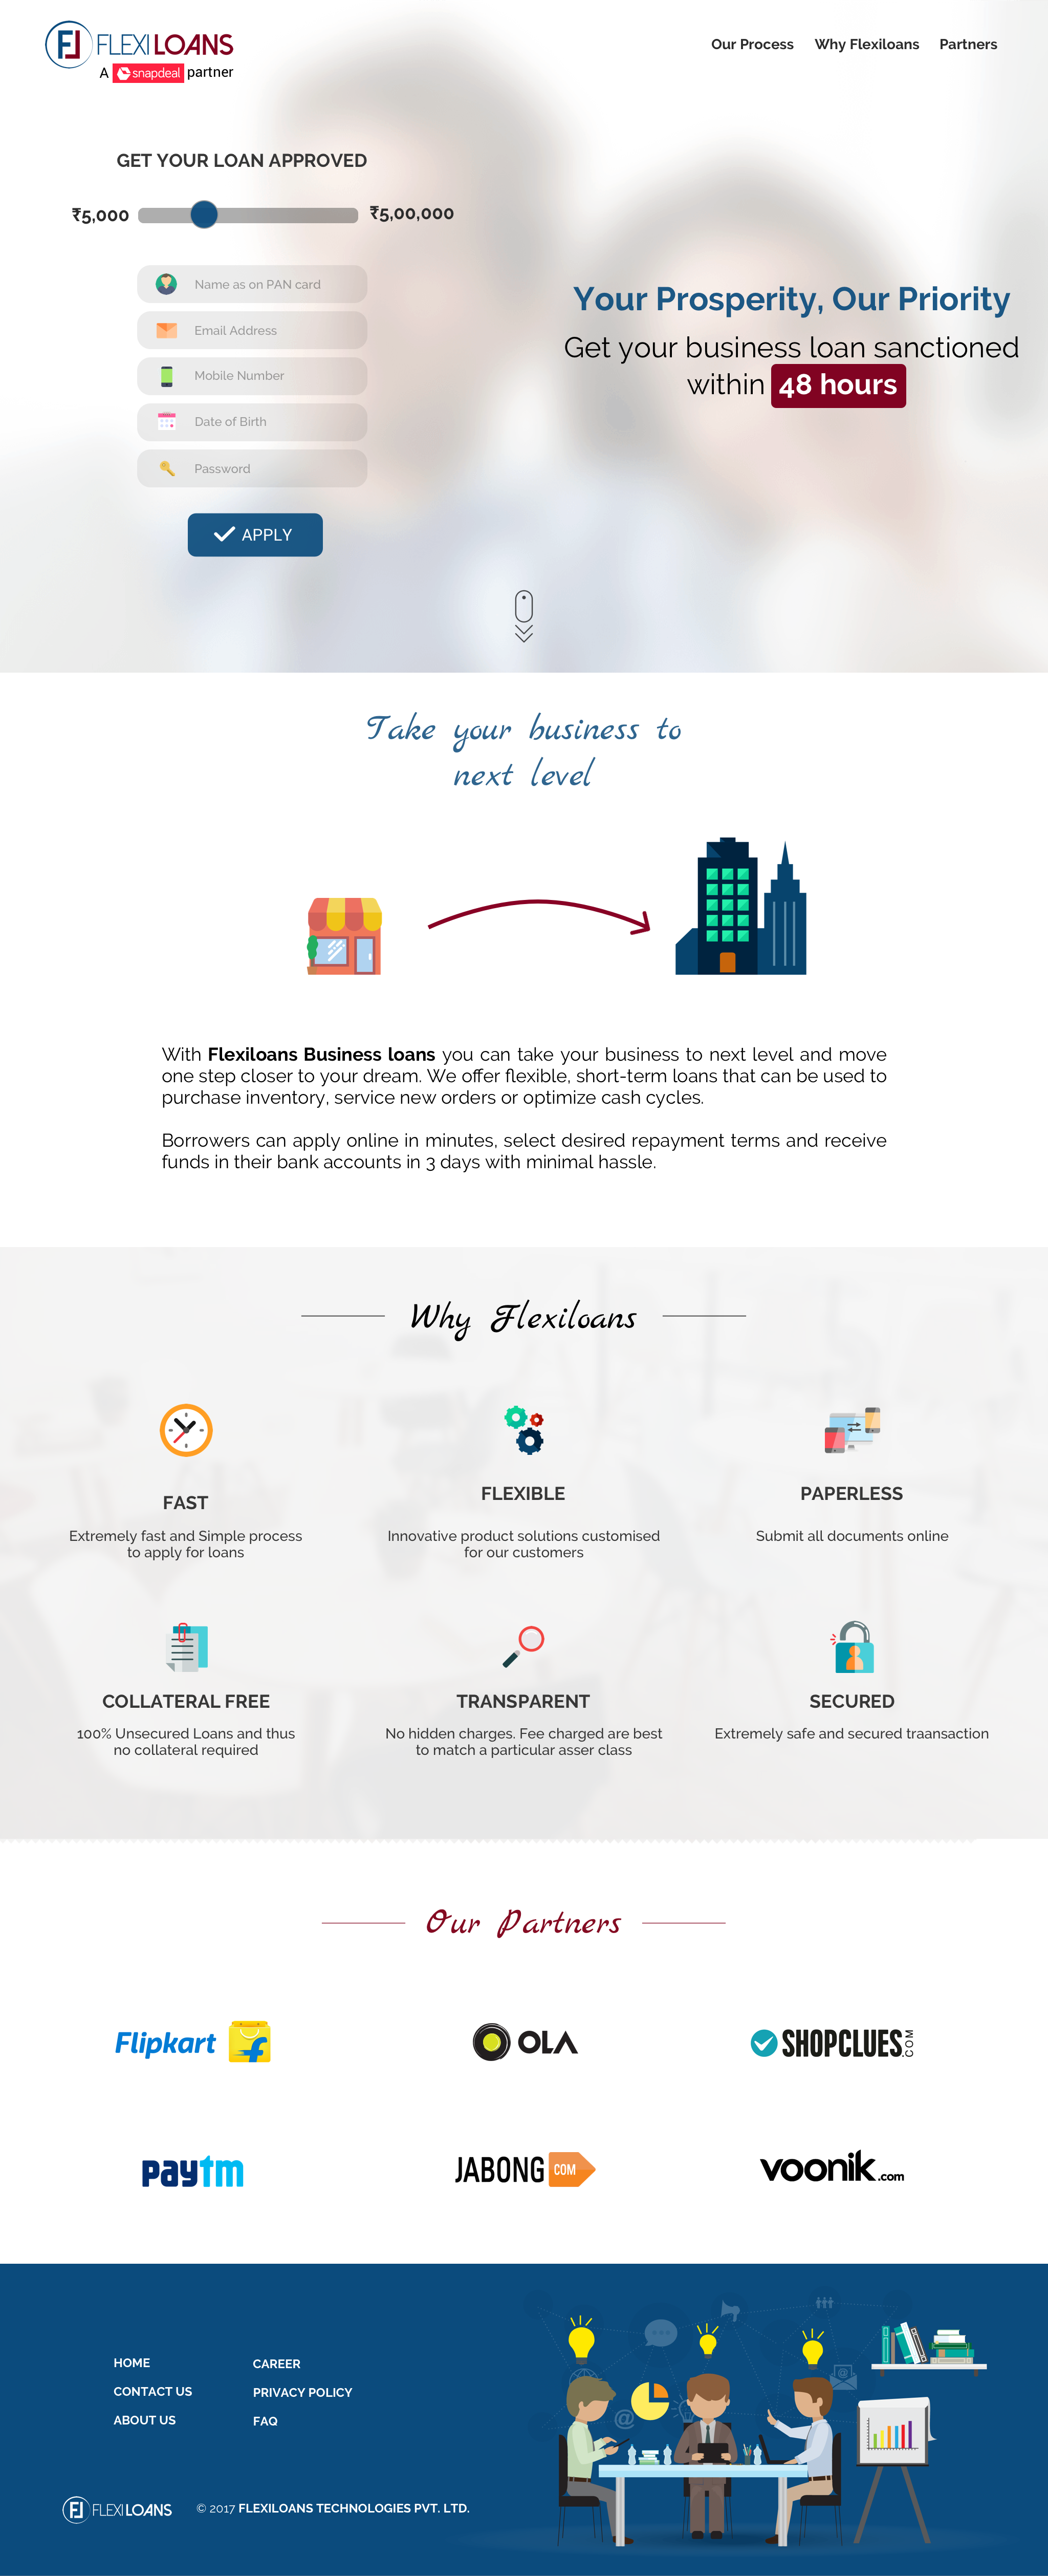 FLEXILOANS
A snapdeal partner
Our Process Why Flexiloans Partners
GET YOUR LOAN APPROVED
₹5,000 ₹5,00,000
Name as on PAN card
Email Address
Mobile Number
Date of Birth
Password
APPLY
Your Prosperity, Our Priority
Get your business loan sanctioned
within 48 hours
Take your business to
next level
With Flexiloans Business loans you can take your business to next level and move
one step closer to your dream. We offer flexible, short-term loans that can be used to
purchase inventory, service new orders or optimize cash cycles.
Borrowers can apply online in minutes, select desired repayment terms and receive
funds in their bank accounts in 3 days with minimal hassle.
Why Flexiloans
FAST
Extremely fast and Simple process
to apply for loans
FLEXIBLE
Innovative product solutions customised
for our customers
PAPERLESS
Submit all documents online
COLLATERAL FREE
100% Unsecured Loans and thus
no collateral required
TRANSPARENT
No hidden charges. Fee charged are best
to match a particular asser class
SECURED
Extremely safe and secured traansaction
Our Partners
Flipkart
OLA
SHOPCLUES.COM
paytm
JABONG COM
voonik.com
HOME
CONTACT US
ABOUT US
CAREER
PRIVACY POLICY
FAQ
FLEXILOANS © 2017 FLEXILOANS TECHNOLOGIES PVT. LTD.